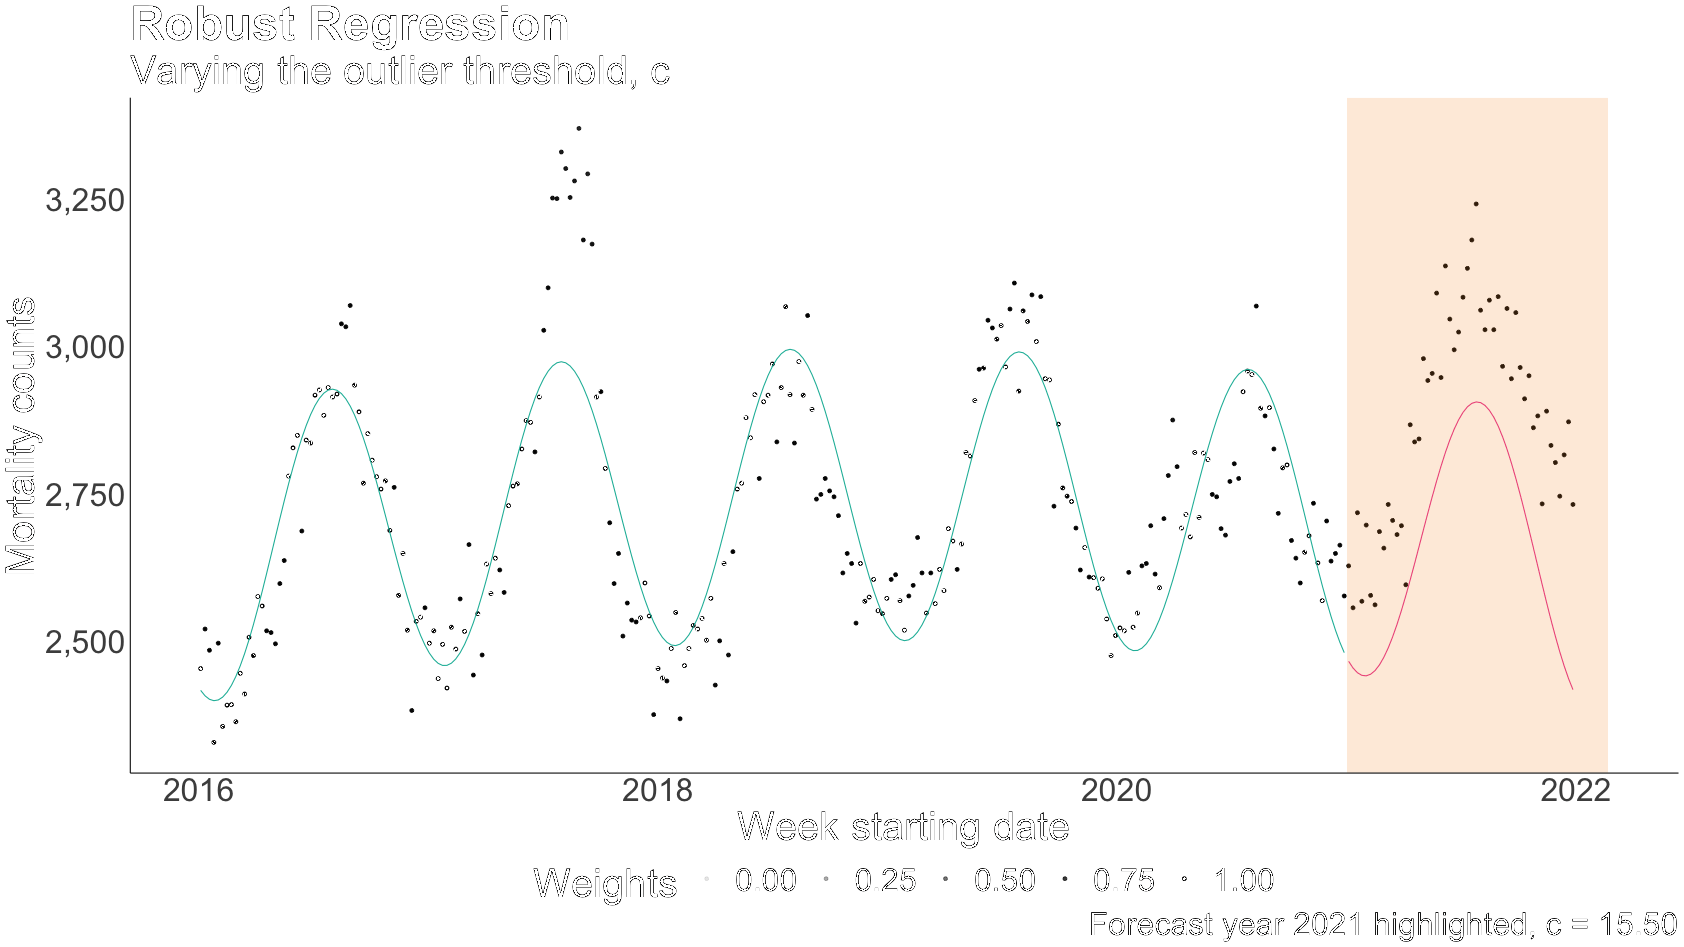 Robust Regression
Varying the outlier threshold, c
Mortality counts
3,250
3,000
2,750
2,500
2016 2018 2020 2022
Week starting date
Weights 0.00 0.25 0.50 0.75 1.00
Forecast year 2021 highlighted, c = 15.50